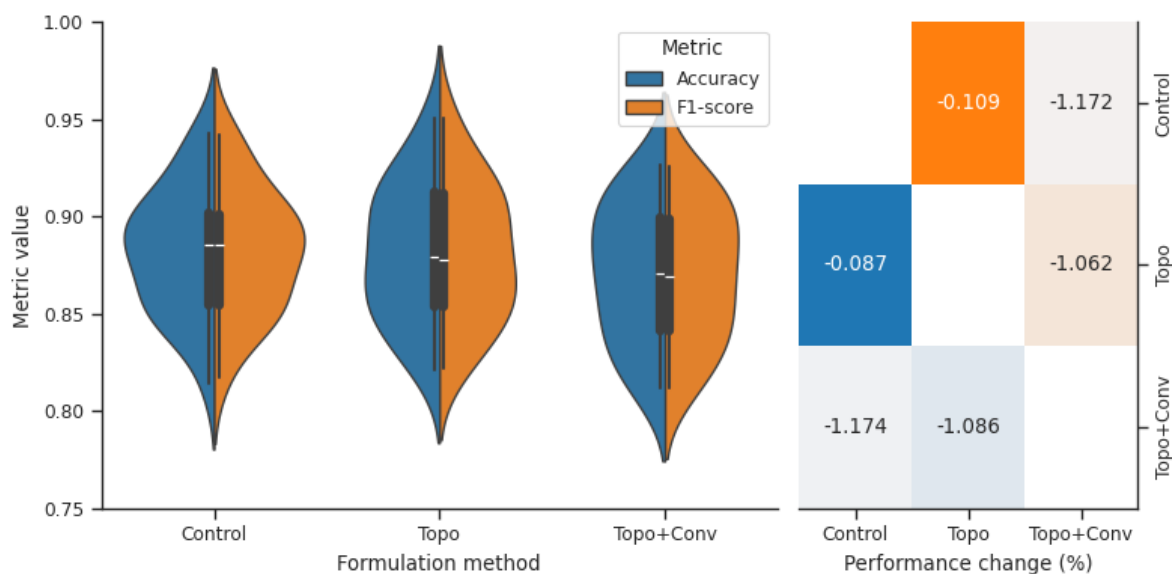 Metric value
1.00
0.95
0.90
0.85
0.80
0.75
Control
Topo
Topo+Conv
Formulation method
Metric
Accuracy
F1-score
-0.109
-1.172
-0.087
-1.062
-1.174
-1.086
Control
Topo
Topo+Conv
Control
Topo
Topo+Conv
Performance change (%)